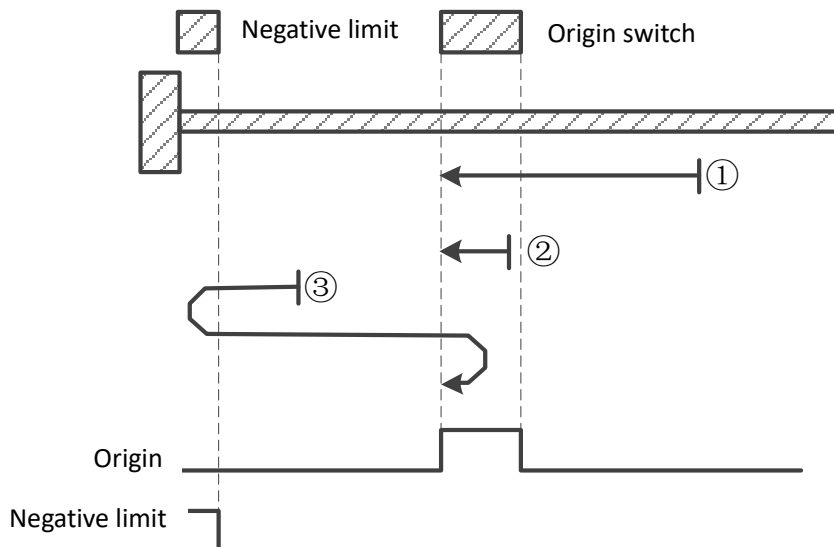 Negative limit
Origin switch
①
②
③
Origin
Negative limit